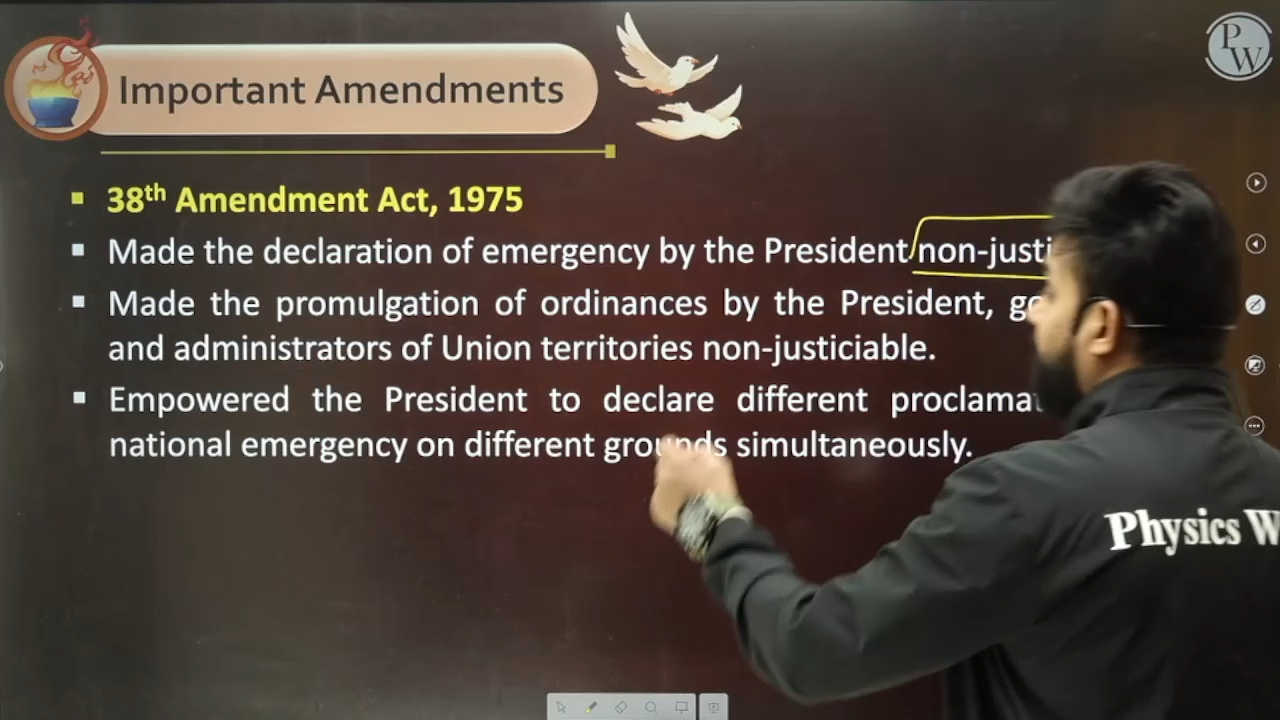 PW
Important Amendments
38th Amendment Act, 1975
Made the declaration of emergency by the President non-justi
Made the promulgation of ordinances by the President, go
and administrators of Union territories non-justiciable.
Empowered the President to declare different proclamat
national emergency on different grounds simultaneously.
Physics W